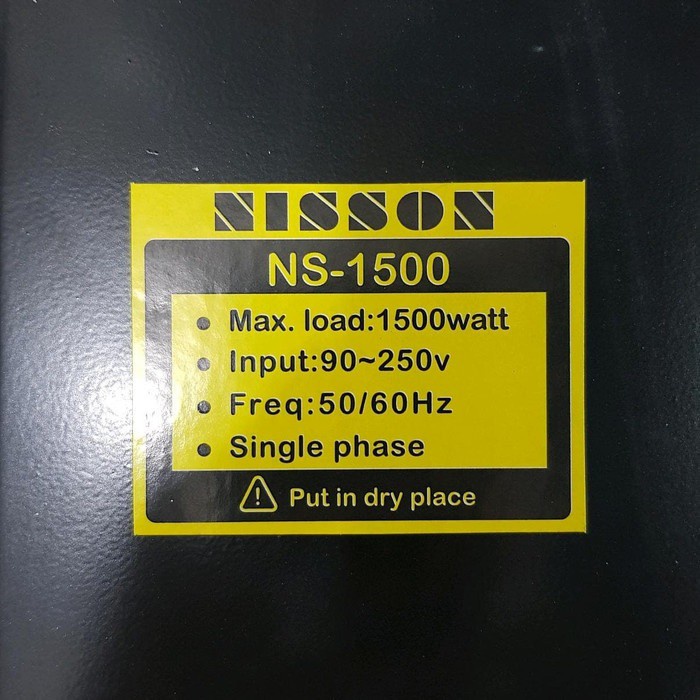 NISSON
NS-1500
• Max. load:1500watt
• Input:90~250v
• Freq:50/60Hz
• Single phase
Put in dry place